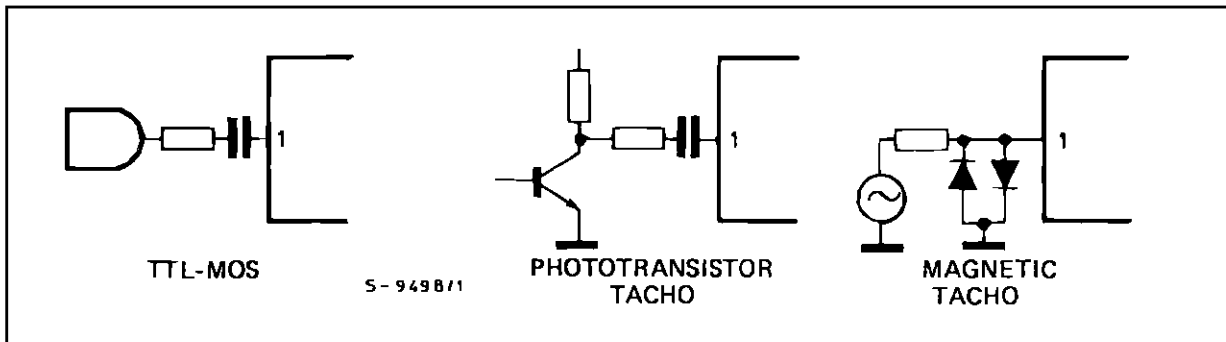 1
1
1
TTL-MOS
S-9498/1
PHOTOTRANSISTOR
TACHO
MAGNETIC
TACHO